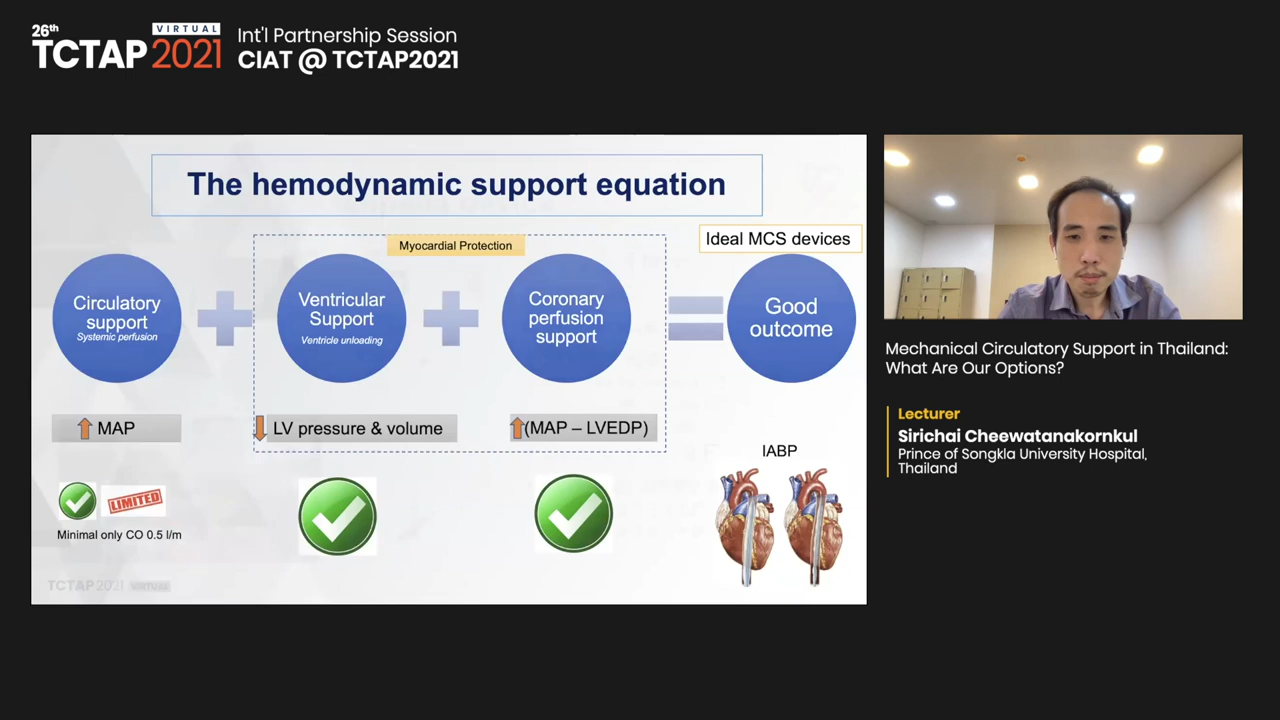 26th
TCTAP
VIRTUAL
2021
Int'l Partnership Session
CIAT @ TCTAP2021
The hemodynamic support equation
Myocardial Protection
Ideal MCS devices
Circulatory
support
Systemic perfusion
Ventricular
Support
Ventricle unloading
Coronary
perfusion
support
Good
outcome
MAP
LV pressure & volume
(MAP – LVEDP)
LIMITED
Minimal only CO 0.5 l/m
IABP
TCTAP 2021 VIRTUAL
Mechanical Circulatory Support in Thailand:
What Are Our Options?
Lecturer
Sirichai Cheewatanakornkul
Prince of Songkla University Hospital,
Thailand